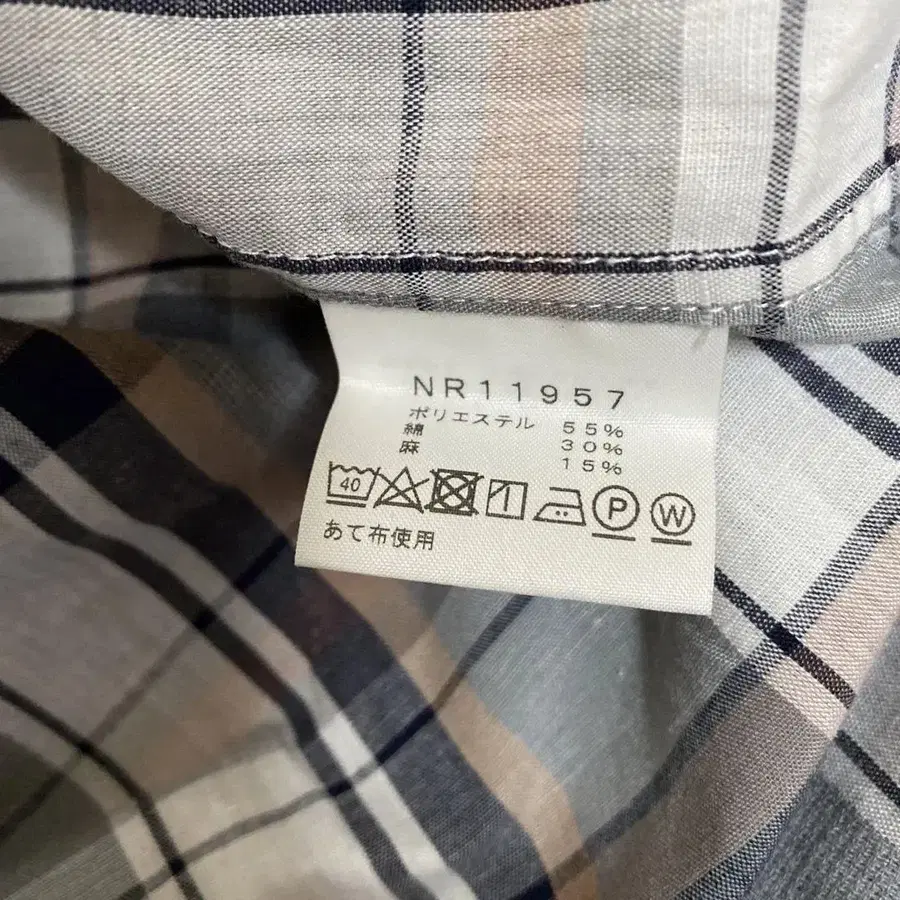 NR11957
ポリエステル 55%
綿 30%
麻 15%
40 P W
あて布使用